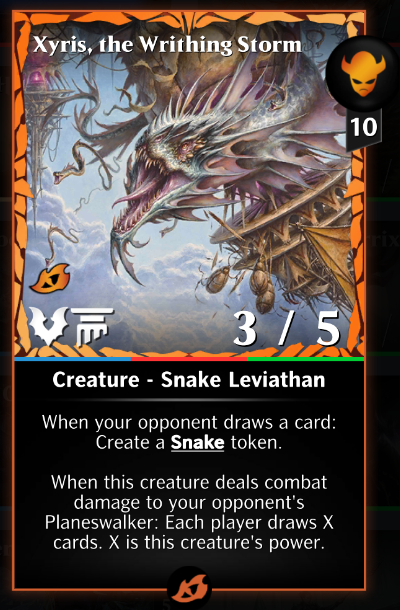 Xyris, the Writhing Storm
10
3 / 5
Creature - Snake Leviathan
When your opponent draws a card:
Create a Snake token.
When this creature deals combat
damage to your opponent's
Planeswalker: Each player draws X
cards. X is this creature's power.